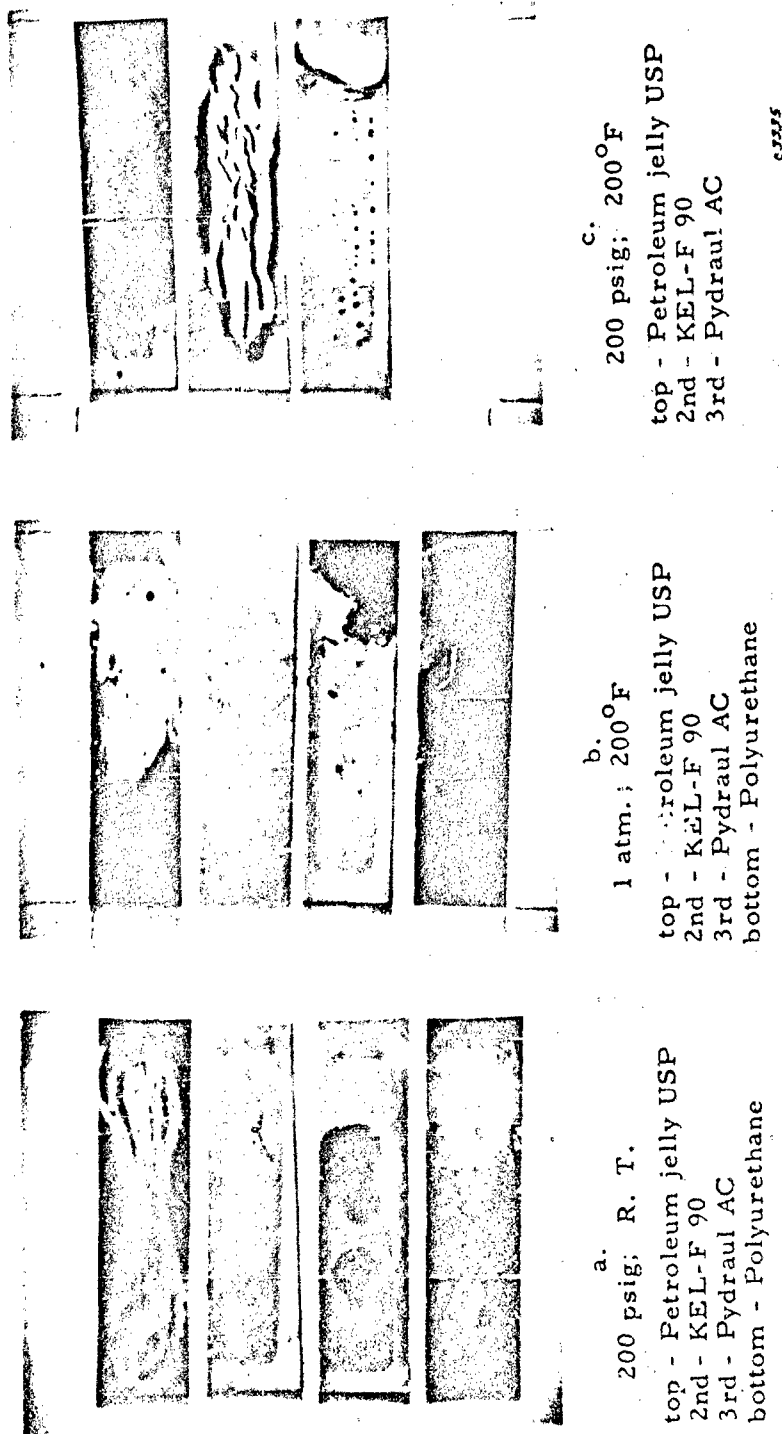 a.
200 psig; R. T.
top - Petroleum jelly USP
2nd - KEL-F 90
3rd - Pydraul AC
bottom - Polyurethane
b.
1 atm.; 200°F
top - roleum jelly USP
2nd - KEL-F 90
3rd - Pydraul AC
bottom - Polyurethane
c.
200 psig; 200°F
top - Petroleum jelly USP
2nd - KEL-F 90
3rd - Pydraul AC